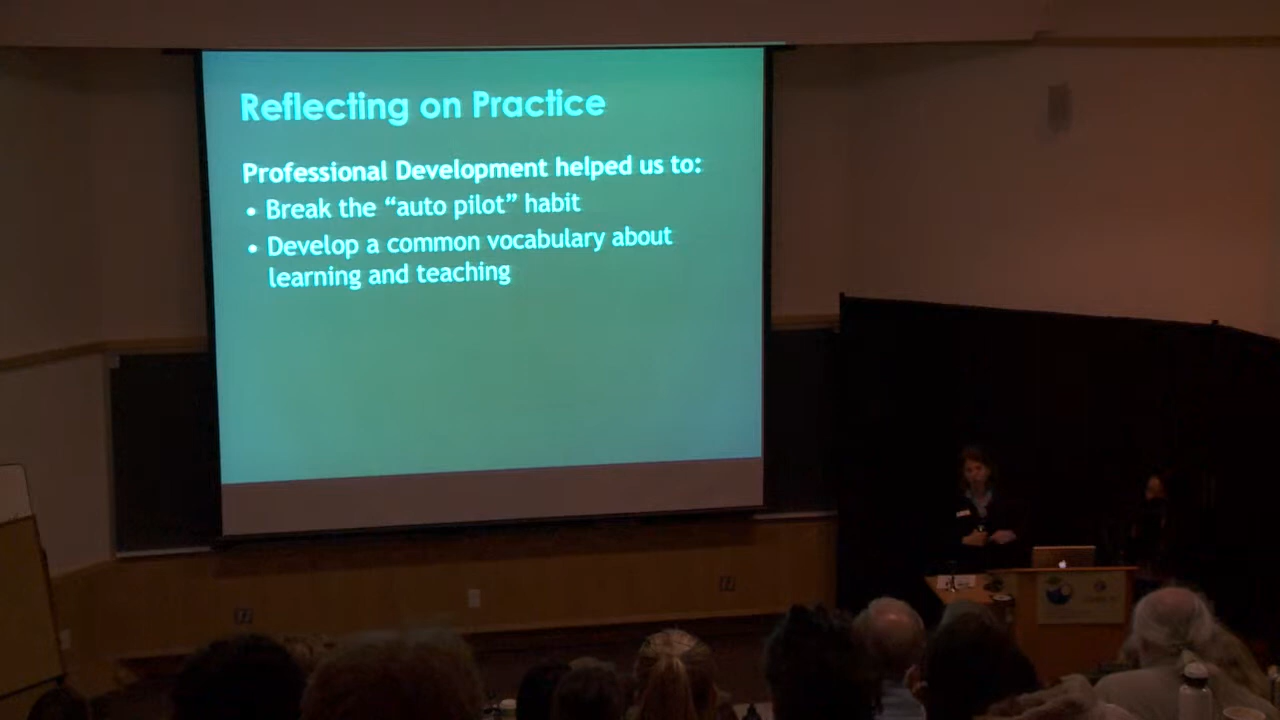 Reflecting on Practice
Professional Development helped us to:
• Break the “auto pilot” habit
• Develop a common vocabulary about
learning and teaching